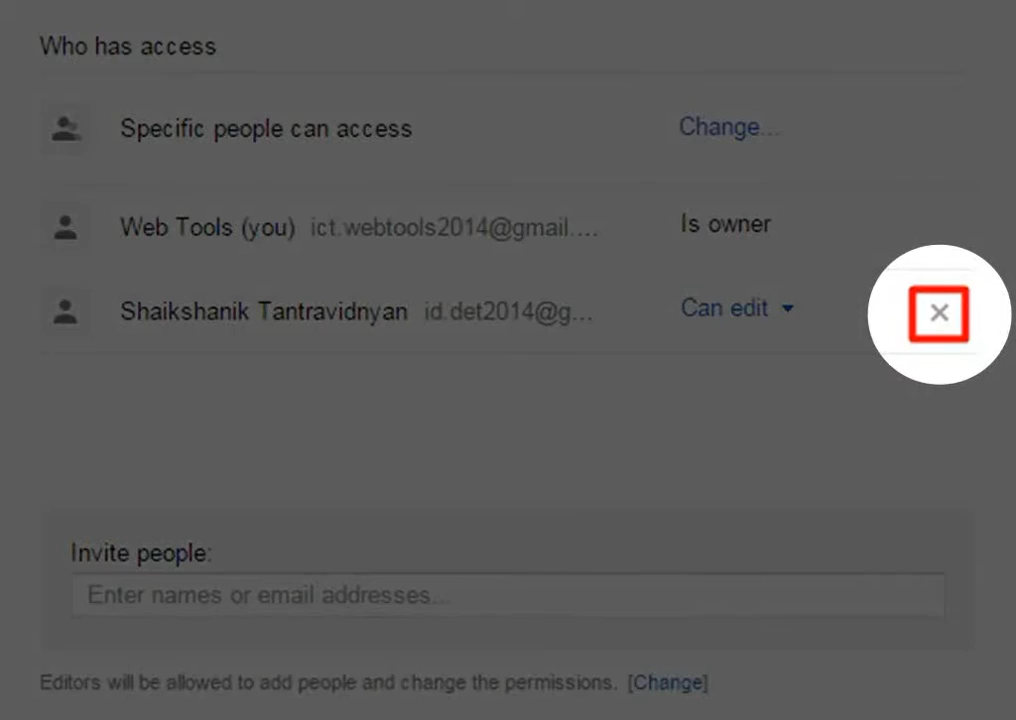 Who has access
Specific people can access Change...
Web Tools (you) ict.webtools2014@gmail.... Is owner
Shaikshanik Tantravidnyan id.det2014@g... Can edit
Invite people:
Enter names or email addresses...
Editors will be allowed to add people and change the permissions. [Change]